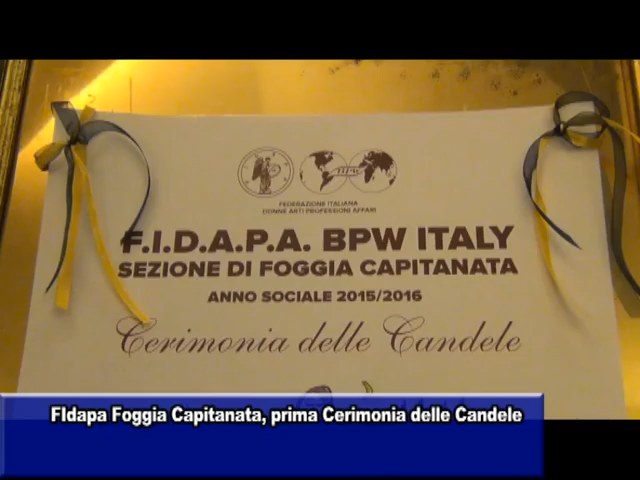 BPW
FEDERAZIONE ITALIANA
DONNE ARTI PROFESSIONI AFFARI
F.I.D.A.P.A. BPW ITALY
SEZIONE DI FOGGIA CAPITANATA
ANNO SOCIALE 2015/2016
Cerimonia delle Candele
FIdapa Foggia Capitanata, prima Cerimonia delle Candele